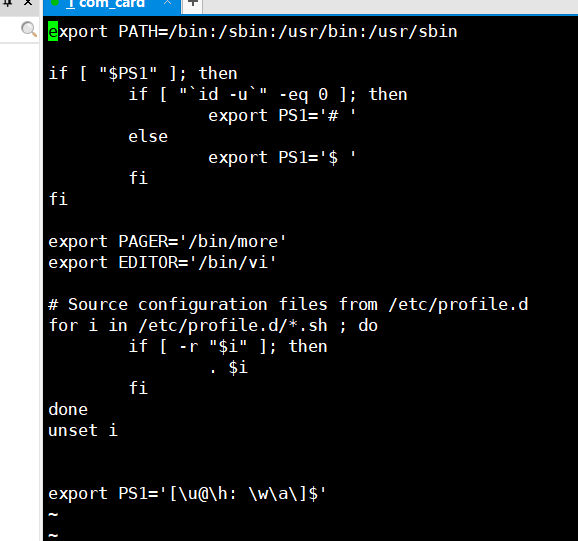 1 com_card
export PATH=/bin:/sbin:/usr/bin:/usr/sbin
if [ "$PS1" ]; then
if [ "`id -u`" -eq 0 ]; then
export PS1='# '
else
export PS1='$ '
fi
fi
export PAGER='/bin/more'
export EDITOR='/bin/vi'
# Source configuration files from /etc/profile.d
for i in /etc/profile.d/*.sh ; do
if [ -r "$i" ]; then
. $i
fi
done
unset i
export PS1='[\u@\h: \w\a\]$'
~
~